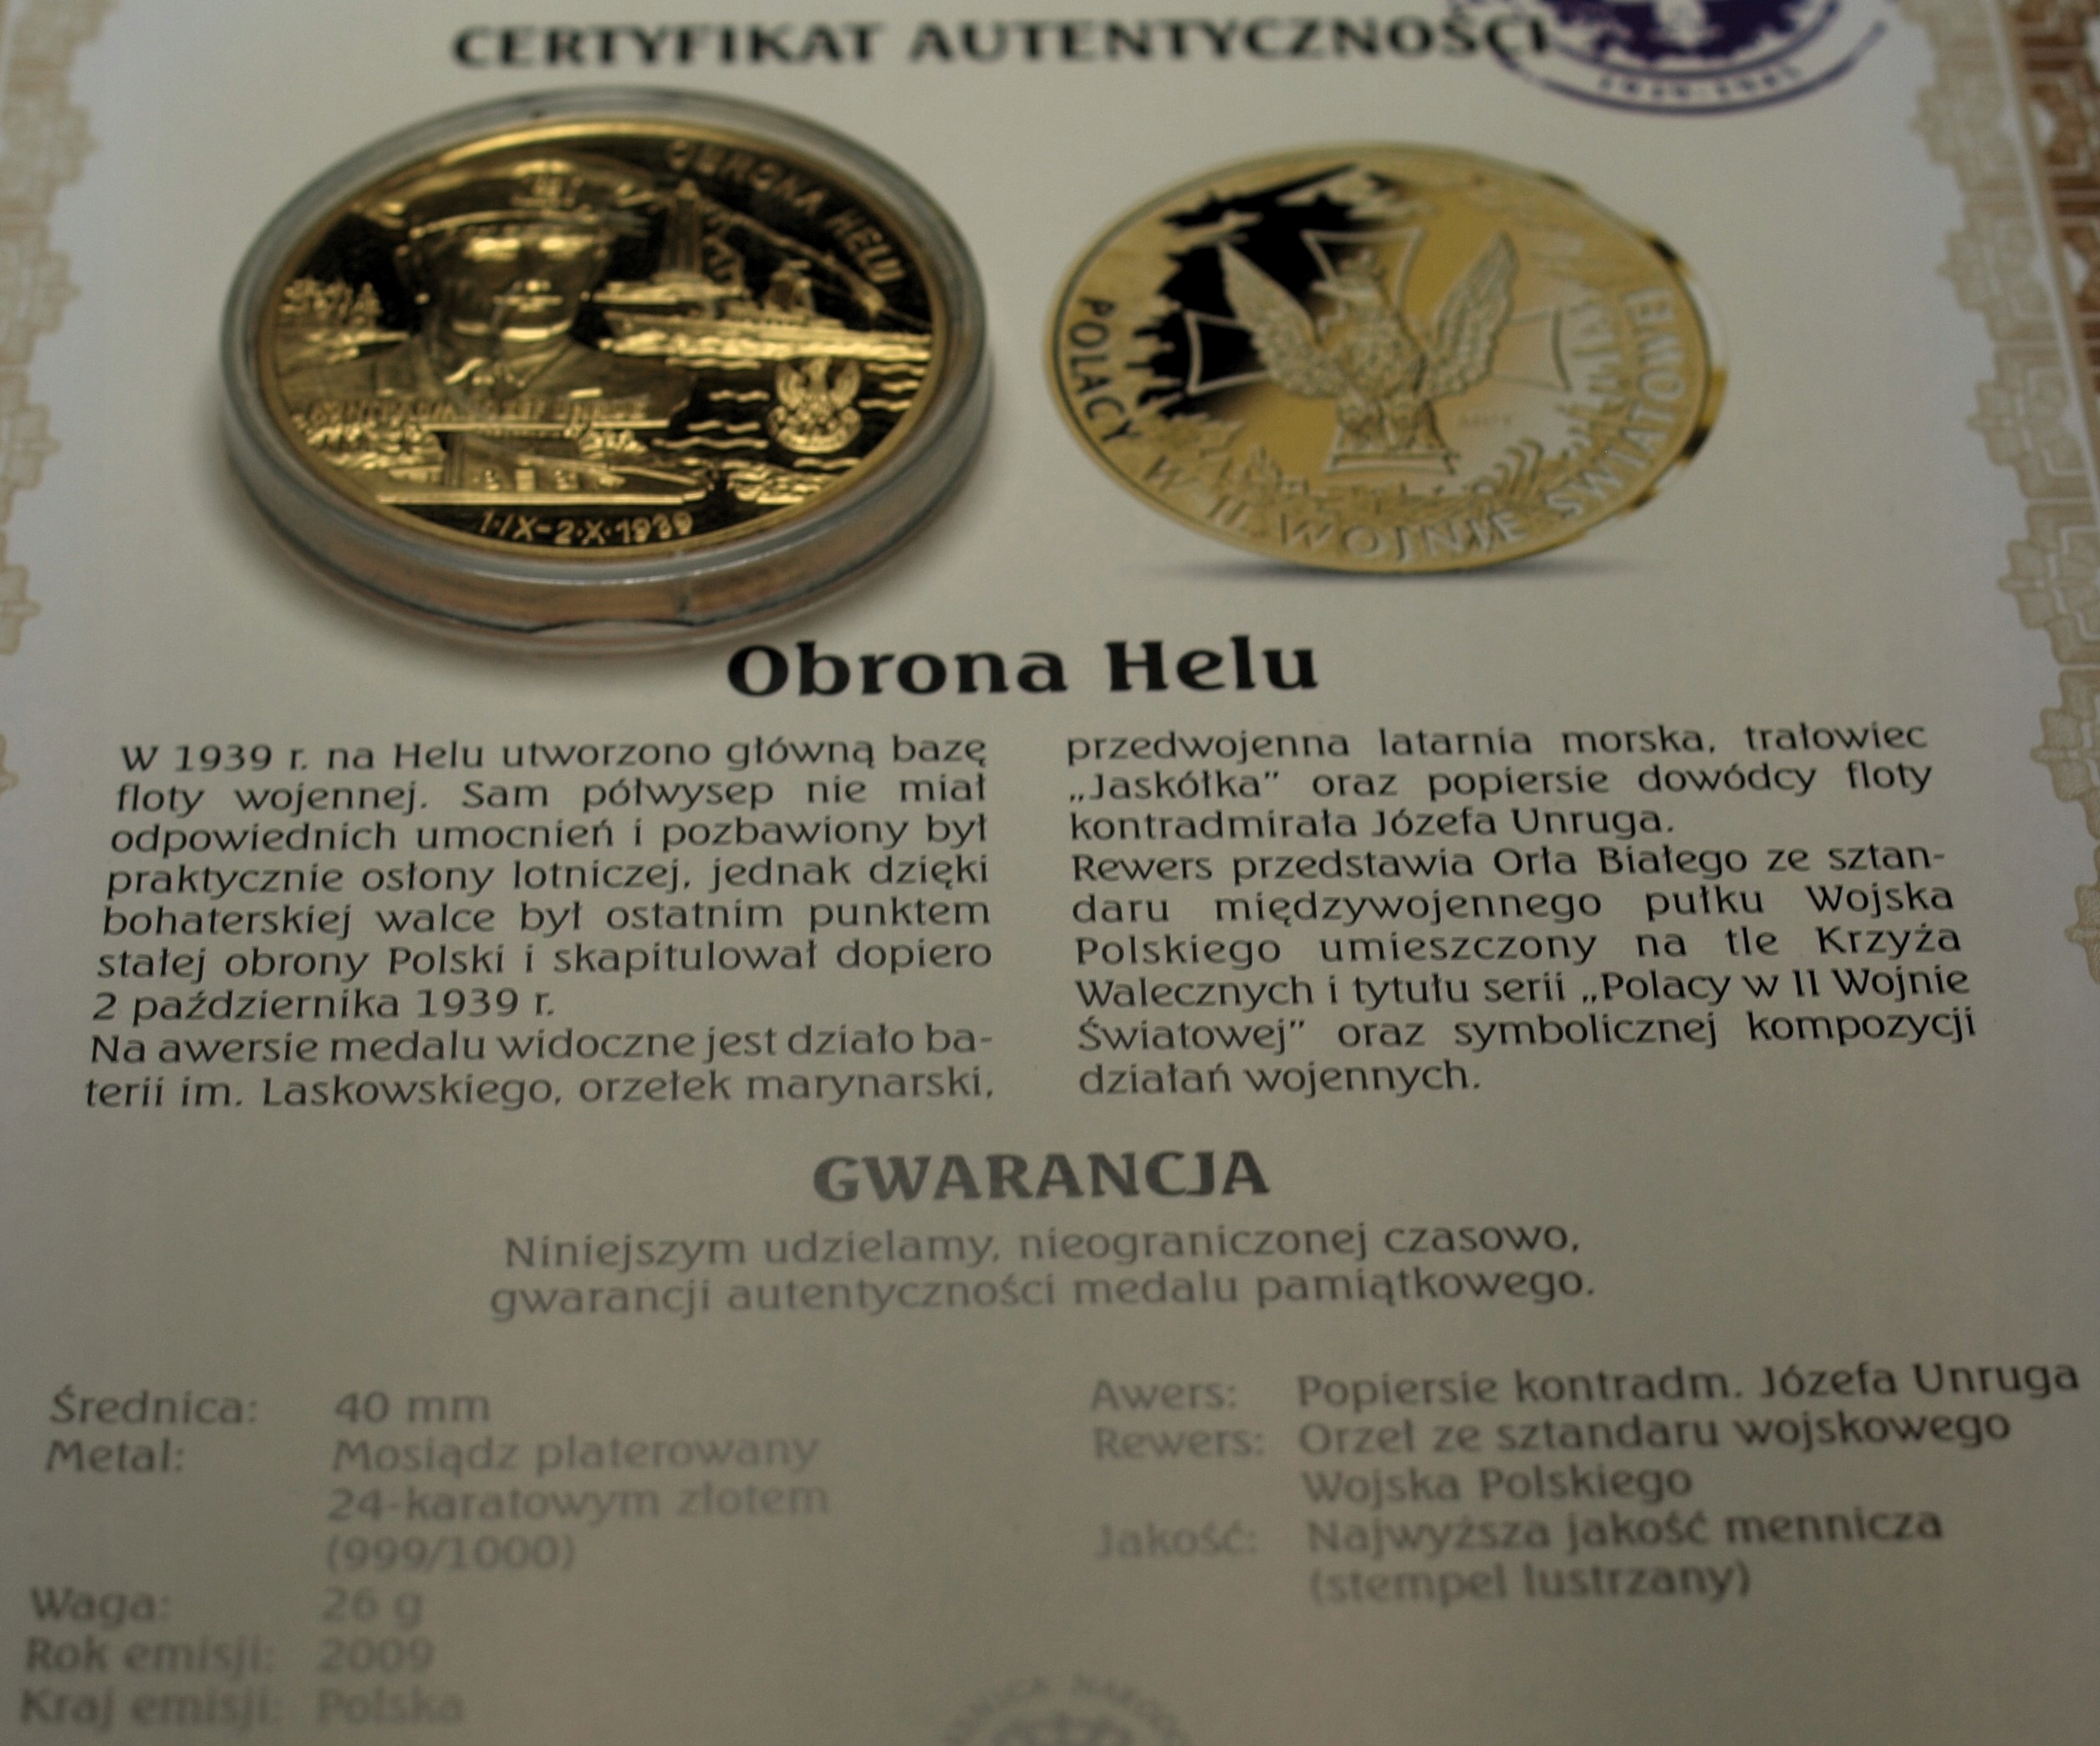 CERTYFIKAT AUTENTYCZNOŚCI
OBRONA HELU
1·IX-2·X·1939
POLACY W II WOJNIE ŚWIATOWEJ
Obrona Helu
W 1939 r. na Helu utworzono główną bazę
floty wojennej. Sam półwysep nie miał
odpowiednich umocnień i pozbawiony był
praktycznie osłony lotniczej, jednak dzięki
bohaterskiej walce był ostatnim punktem
stałej obrony Polski i skapitulował dopiero
2 października 1939 r.
Na awersie medalu widoczne jest działo ba-
terii im. Laskowskiego, orzełek marynarski,
przedwojenna latarnia morska, trałowiec
„Jaskółka” oraz popiersie dowódcy floty
kontradmirała Józefa Unruga.
Rewers przedstawia Orła Białego ze sztan-
daru międzywojennego pułku Wojska
Polskiego umieszczony na tle Krzyża
Walecznych i tytułu serii „Polacy w II Wojnie
Światowej” oraz symbolicznej kompozycji
działań wojennych.
GWARANCJA
Niniejszym udzielamy, nieograniczonej czasowo,
gwarancji autentyczności medalu pamiątkowego.
Średnica: 40 mm
Metal: Mosiądz platerowany
24-karatowym złotem
(999/1000)
Waga: 26 g
Rok emisji: 2009
Kraj emisji: Polska
Awers: Popiersie kontradm. Józefa Unruga
Rewers: Orzeł ze sztandaru wojskowego
Wojska Polskiego
Jakość: Najwyższa jakość mennicza
(stempel lustrzany)